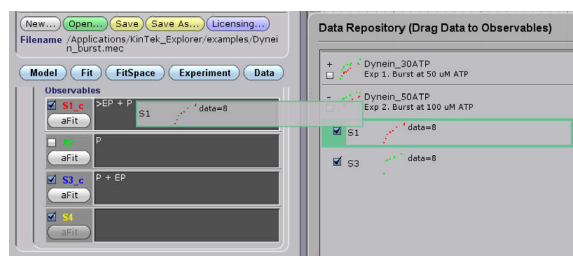 New... Open... Save Save As... Licensing...
Filename /Applications/KinTek_Explorer/examples/Dynei
n_burst.mec
Model Fit FitSpace Experiment Data
Observables
S1_c >EP + P
aFit
S1 data=8
P
aFit
S3_c P + EP
aFit
S4
aFit
Data Repository (Drag Data to Observables)
+ Dynein_30ATP
Exp 1. Burst at 50 uM ATP
- Dynein_50ATP
Exp 2. Burst at 100 uM ATP
S1 data=8
S3 data=8